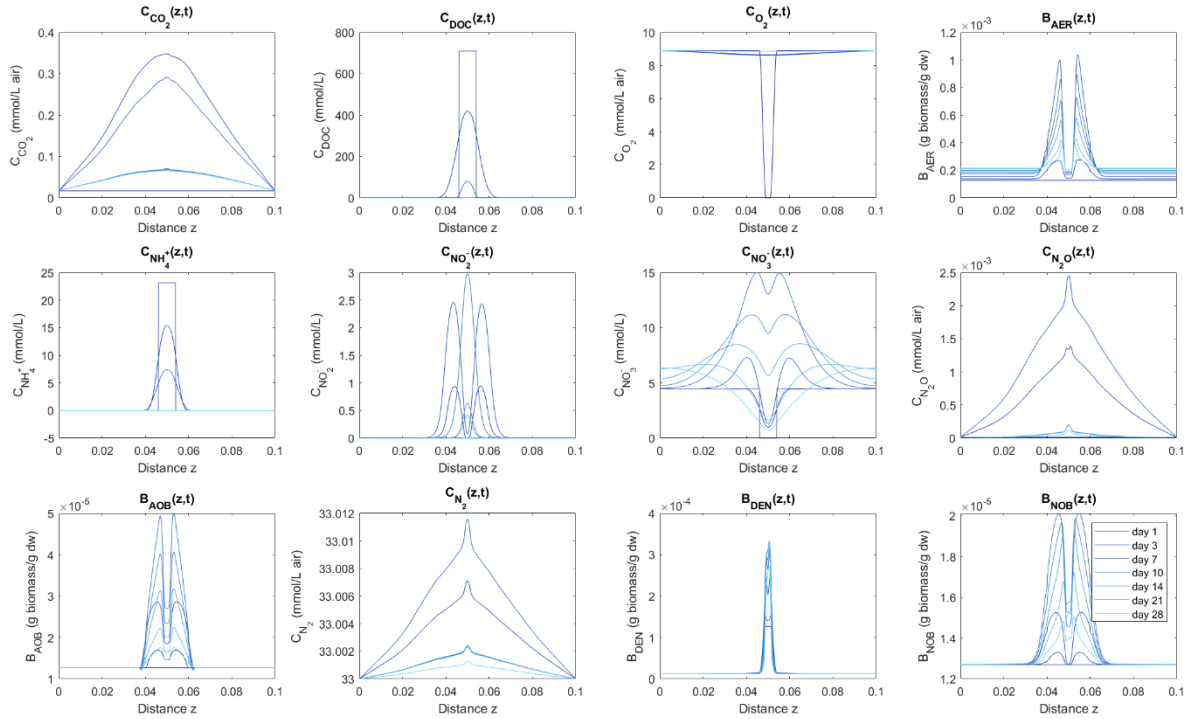 C_CO2(z,t)
C_CO2 (mmol/L air)
0.4
0.3
0.2
0.1
0
0 0.02 0.04 0.06 0.08 0.1
Distance z
C_DOC(z,t)
C_DOC (mmol/L)
800
600
400
200
0
0 0.02 0.04 0.06 0.08 0.1
Distance z
C_O2(z,t)
C_O2 (mmol/L air)
10
8
6
4
2
0
0 0.02 0.04 0.06 0.08 0.1
Distance z
B_AER(z,t)
×10^-3
B_AER (g biomass/g dw)
1.2
1
0.8
0.6
0.4
0.2
0
0 0.02 0.04 0.06 0.08 0.1
Distance z
C_NH4+(z,t)
C_NH4+ (mmol/L)
25
20
15
10
5
0
-5
0 0.02 0.04 0.06 0.08 0.1
Distance z
C_NO2-(z,t)
C_NO2- (mmol/L)
3
2.5
2
1.5
1
0.5
0
0 0.02 0.04 0.06 0.08 0.1
Distance z
C_NO3-(z,t)
C_NO3- (mmol/L)
15
10
5
0
0 0.02 0.04 0.06 0.08 0.1
Distance z
C_N2O(z,t)
×10^-3
C_N2O (mmol/L air)
2.5
2
1.5
1
0.5
0
0 0.02 0.04 0.06 0.08 0.1
Distance z
B_AOB(z,t)
×10^-5
B_AOB (g biomass/g dw)
5
4
3
2
1
0 0.02 0.04 0.06 0.08 0.1
Distance z
C_N2(z,t)
C_N2 (mmol/L air)
33.012
33.01
33.008
33.006
33.004
33.002
33
0 0.02 0.04 0.06 0.08 0.1
Distance z
B_DEN(z,t)
×10^-4
B_DEN (g biomass/g dw)
4
3
2
1
0
0 0.02 0.04 0.06 0.08 0.1
Distance z
B_NOB(z,t)
×10^-5
B_NOB (g biomass/g dw)
2
1.8
1.6
1.4
1.2
0 0.02 0.04 0.06 0.08 0.1
Distance z
day 1
day 3
day 7
day 10
day 14
day 21
day 28